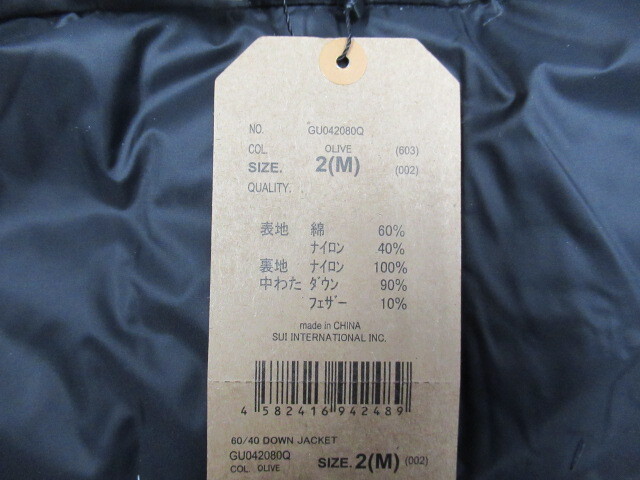 NO. GU042080Q
COL. OLIVE (603)
SIZE. 2(M) (002)
QUALITY.
表地 綿 60%
ナイロン 40%
裏地 ナイロン 100%
中わた ダウン 90%
フェザー 10%
made in CHINA
SUI INTERNATIONAL INC.
4 582416 942489
60/40 DOWN JACKET
GU042080Q
COL OLIVE SIZE. 2(M) (002)